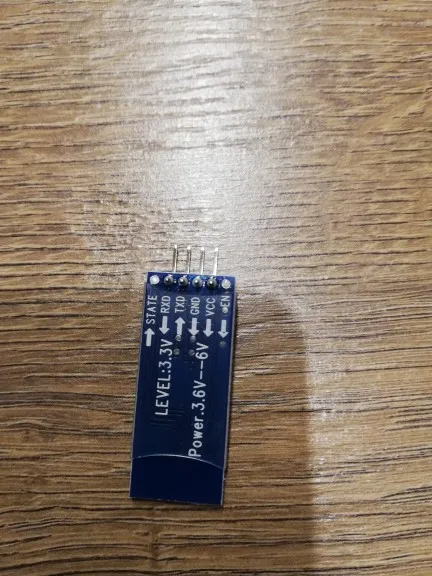 STATE
RXD
TXD
GND
VCC
EN
LEVEL:3.3V
Power.3.6V--6V